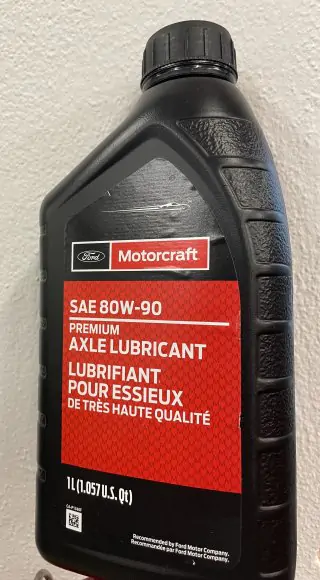 Ford Motorcraft
SAE 80W-90
PREMIUM
AXLE LUBRICANT
LUBRIFIANT
POUR ESSIEUX
DE TRÈS HAUTE QUALITÉ
1L (1.057 U.S. Qt)
Recommended by Ford Motor Company.
Recommandée par Ford Motor Company.